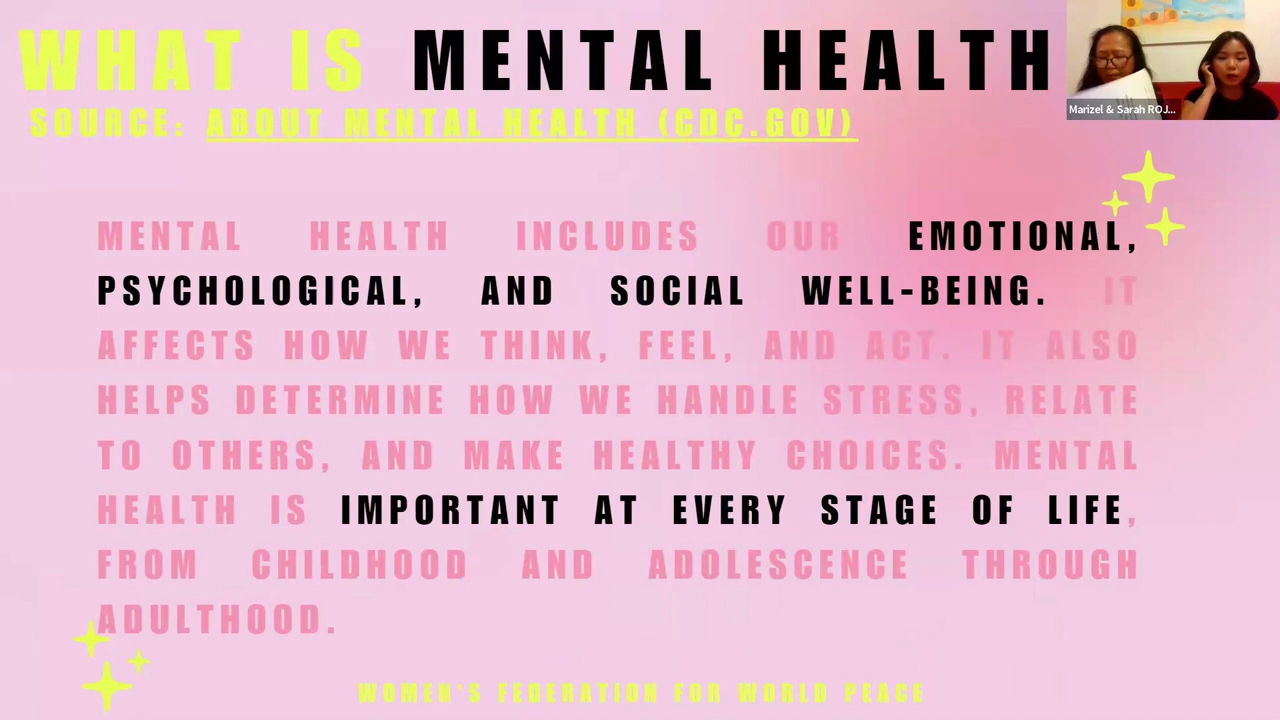 WHAT IS MENTAL HEALTH
SOURCE: ABOUT MENTAL HEALTH (CDC.GOV)
Marizel & Sarah ROJ...
MENTAL HEALTH INCLUDES OUR EMOTIONAL,
PSYCHOLOGICAL, AND SOCIAL WELL-BEING. IT
AFFECTS HOW WE THINK, FEEL, AND ACT. IT ALSO
HELPS DETERMINE HOW WE HANDLE STRESS, RELATE
TO OTHERS, AND MAKE HEALTHY CHOICES. MENTAL
HEALTH IS IMPORTANT AT EVERY STAGE OF LIFE,
FROM CHILDHOOD AND ADOLESCENCE THROUGH
ADULTHOOD.
WOMEN'S FEDERATION FOR WORLD PEACE